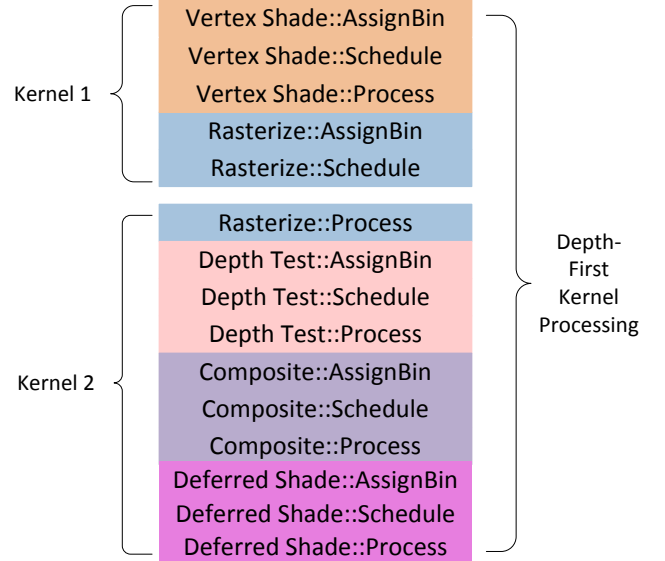 Kernel 1
Vertex Shade::AssignBin
Vertex Shade::Schedule
Vertex Shade::Process
Rasterize::AssignBin
Rasterize::Schedule
Kernel 2
Rasterize::Process
Depth Test::AssignBin
Depth Test::Schedule
Depth Test::Process
Composite::AssignBin
Composite::Schedule
Composite::Process
Deferred Shade::AssignBin
Deferred Shade::Schedule
Deferred Shade::Process
Depth-
First
Kernel
Processing